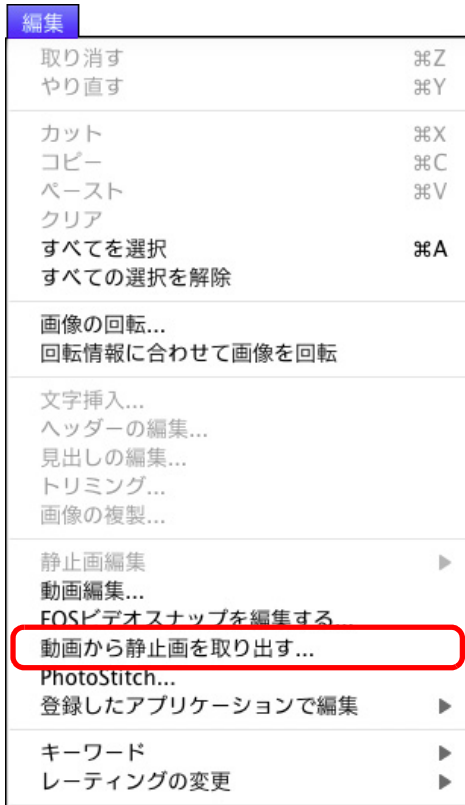 編集
取り消す ⌘Z
やり直す ⌘Y
カット ⌘X
コピー ⌘C
ペースト ⌘V
クリア
すべてを選択 ⌘A
すべての選択を解除
画像の回転...
回転情報に合わせて画像を回転
文字挿入...
ヘッダーの編集...
見出しの編集...
トリミング...
画像の複製...
静止画編集
動画編集...
EOSビデオスナップを編集する...
動画から静止画を取り出す...
PhotoStitch...
登録したアプリケーションで編集
キーワード
レーティングの変更